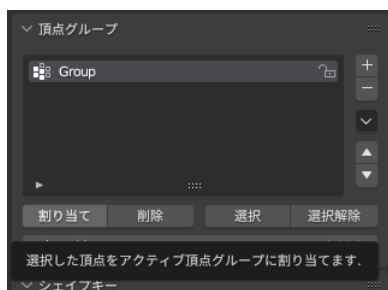 頂点グループ
Group
割り当て 削除 選択 選択解除
選択した頂点をアクティブ頂点グループに割り当てます.
シェイプキー